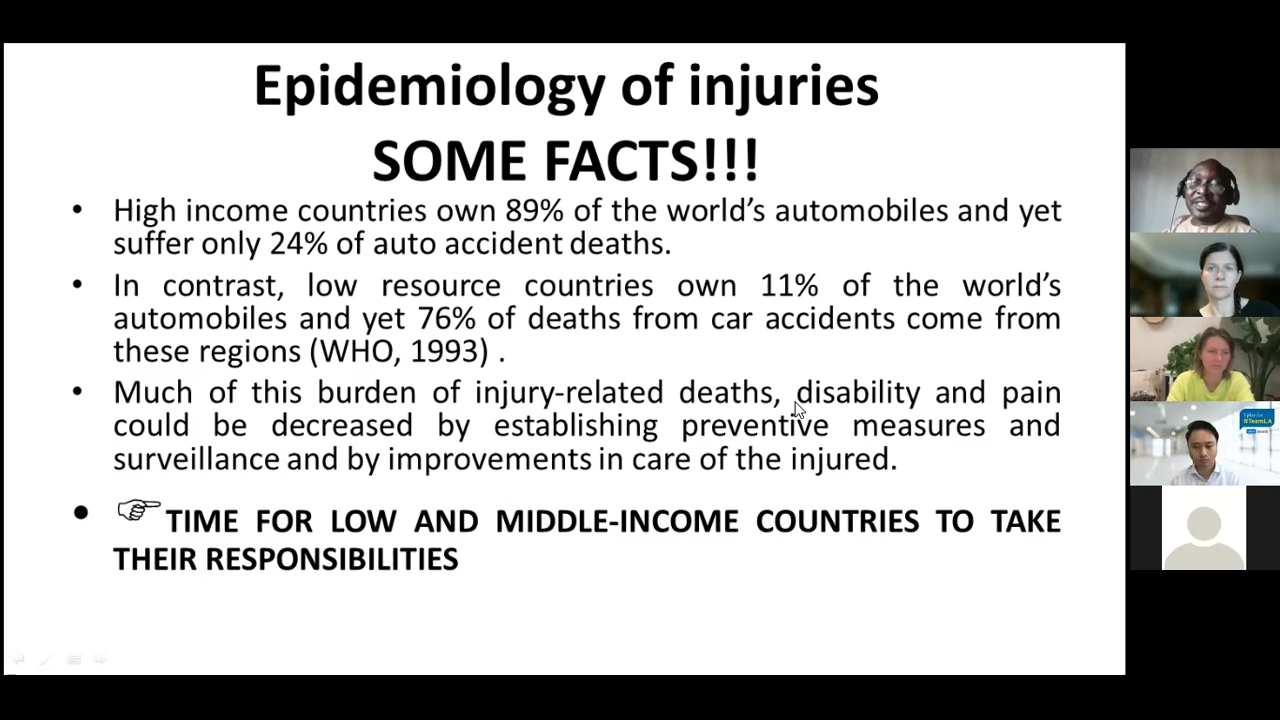 Epidemiology of injuries
SOME FACTS!!!
• High income countries own 89% of the world's automobiles and yet
suffer only 24% of auto accident deaths.
• In contrast, low resource countries own 11% of the world's
automobiles and yet 76% of deaths from car accidents come from
these regions (WHO, 1993) .
• Much of this burden of injury-related deaths, disability and pain
could be decreased by establishing preventive measures and
surveillance and by improvements in care of the injured.
• ☞TIME FOR LOW AND MIDDLE-INCOME COUNTRIES TO TAKE
THEIR RESPONSIBILITIES